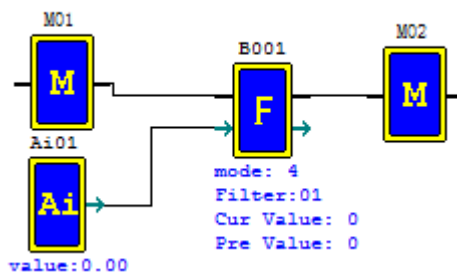 M01
M
Ai01
Ai
value:0.00
B001
F
mode: 4
Filter:01
Cur Value: 0
Pre Value: 0
M02
M